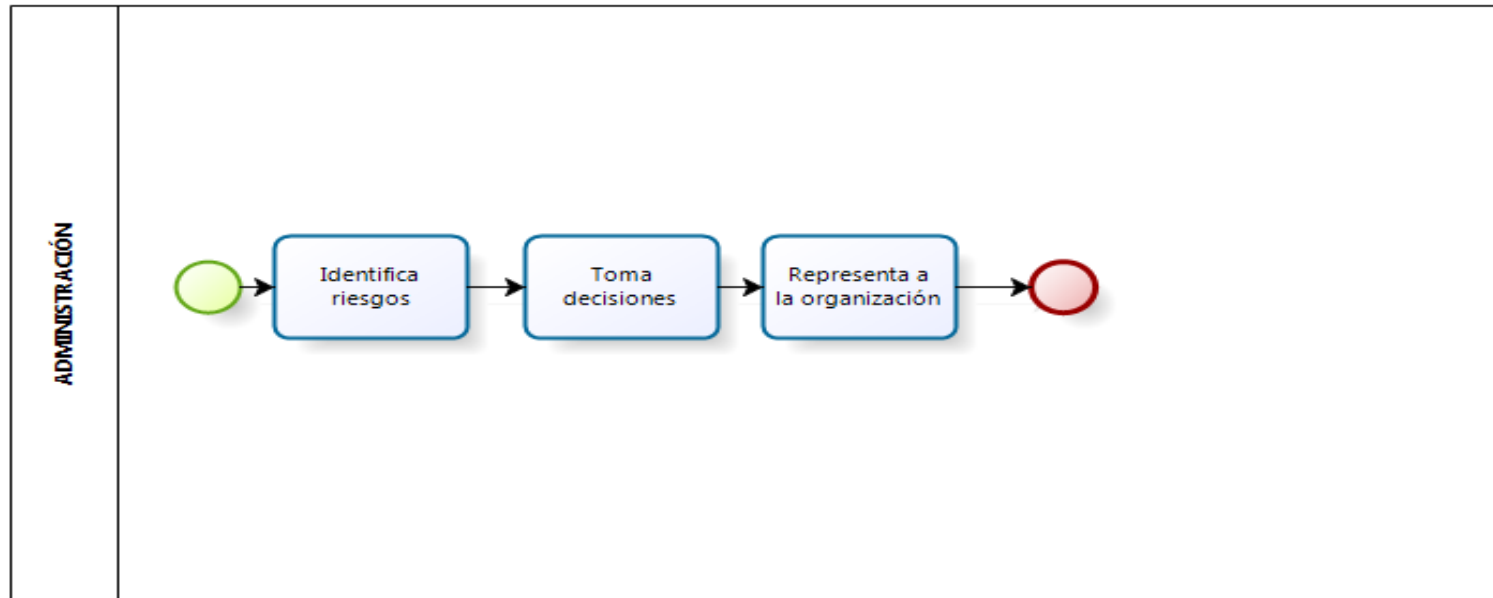 ADMINISTRACIÓN
Identifica
riesgos
Toma
decisiones
Representa a
la organización